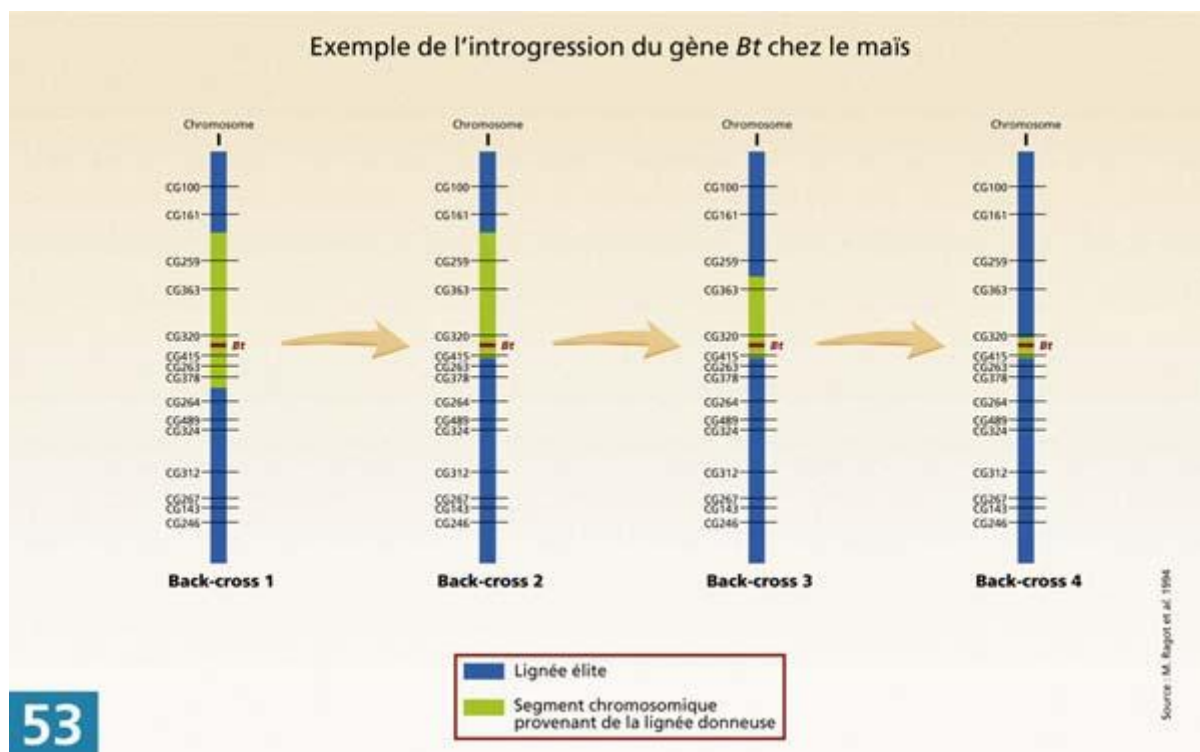 Exemple de l'introgression du gène Bt chez le maïs
Chromosome
I
CG100
CG161
CG259
CG363
CG320
Bt
CG415
CG263
CG378
CG264
CG489
CG324
CG312
CG267
CG143
CG246
Back-cross 1
Chromosome
I
CG100
CG161
CG259
CG363
CG320
Bt
CG415
CG263
CG378
CG264
CG489
CG324
CG312
CG267
CG143
CG246
Back-cross 2
Chromosome
I
CG100
CG161
CG259
CG363
CG320
Bt
CG415
CG263
CG378
CG264
CG489
CG324
CG312
CG267
CG143
CG246
Back-cross 3
Chromosome
I
CG100
CG161
CG259
CG363
CG320
Bt
CG415
CG263
CG378
CG264
CG489
CG324
CG312
CG267
CG143
CG246
Back-cross 4
Lignée élite
Segment chromosomique
provenant de la lignée donneuse
Source : M. Ragot et al. 1994
53